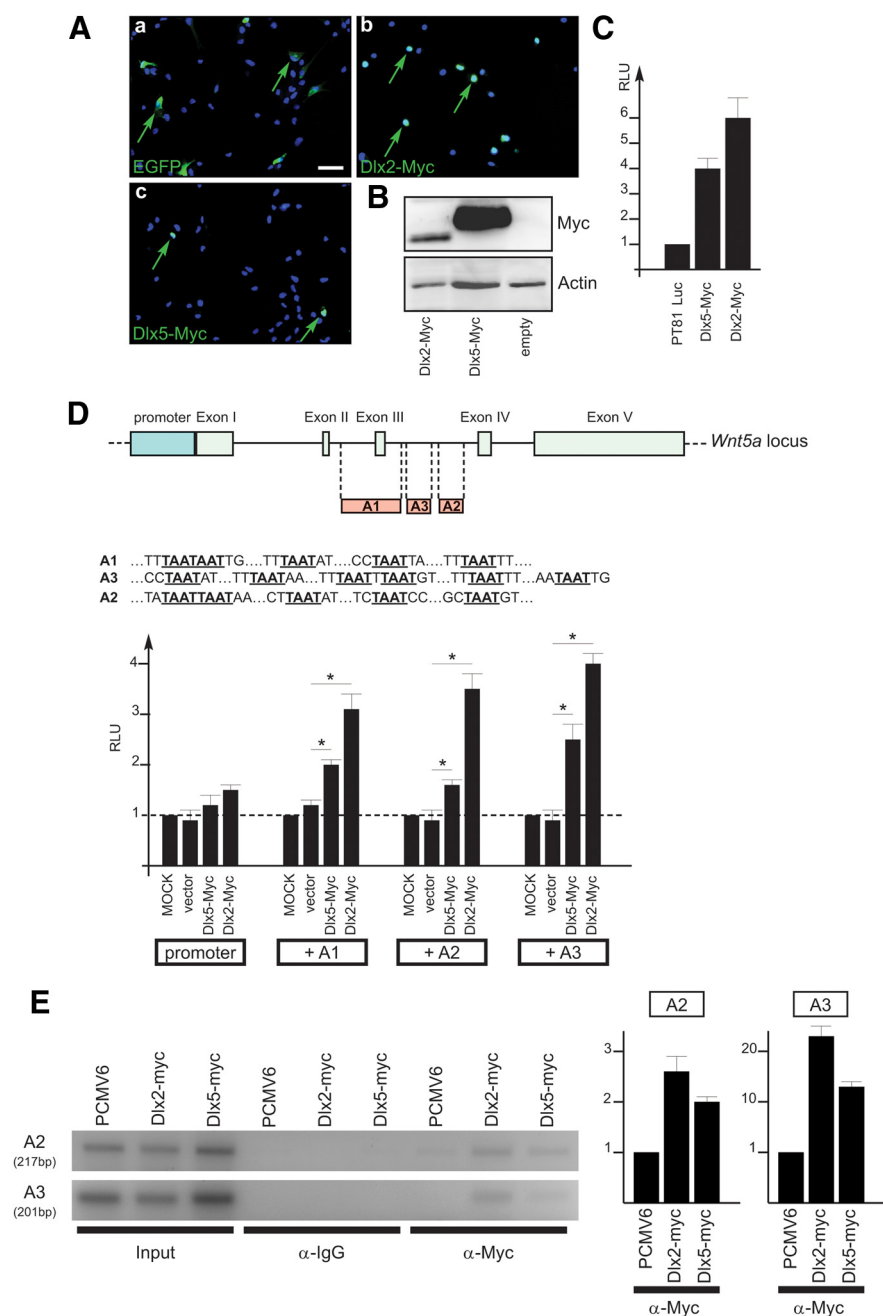 A
a
EGFP
b
Dlx2-Myc
c
Dlx5-Myc
B
Myc
Actin
Dlx2-Myc
Dlx5-Myc
empty
C
RLU
6
5
4
3
2
1
PT81 Luc
Dlx5-Myc
Dlx2-Myc
D
promoter Exon I Exon II Exon III Exon IV Exon V
Wnt5a locus
A1 A3 A2
A1 ...TTTAATAATTG....TTTAATAT....CCTAATTA...TTTAATTT....
A3 ...CCTAATAT...TTTAATAA...TTTAATTTAATGT...TTTAATTT...AATAATTG
A2 ...TATAATTAATAA...CTTAATAT...TCTAATCC...GCTAATGT...
RLU
4
3
2
1
* * * * * *
MOCK vector Dlx5-Myc Dlx2-Myc
MOCK vector Dlx5-Myc Dlx2-Myc
MOCK vector Dlx5-Myc Dlx2-Myc
MOCK vector Dlx5-Myc Dlx2-Myc
promoter + A1 + A2 + A3
E
PCMV6 Dlx2-myc Dlx5-myc PCMV6 Dlx2-myc Dlx5-myc PCMV6 Dlx2-myc Dlx5-myc
A2
(217bp)
A3
(201bp)
Input α-IgG α-Myc
A2
3
2
1
PCMV6 Dlx2-myc Dlx5-myc
α-Myc
A3
20
10
1
PCMV6 Dlx2-myc Dlx5-myc
α-Myc